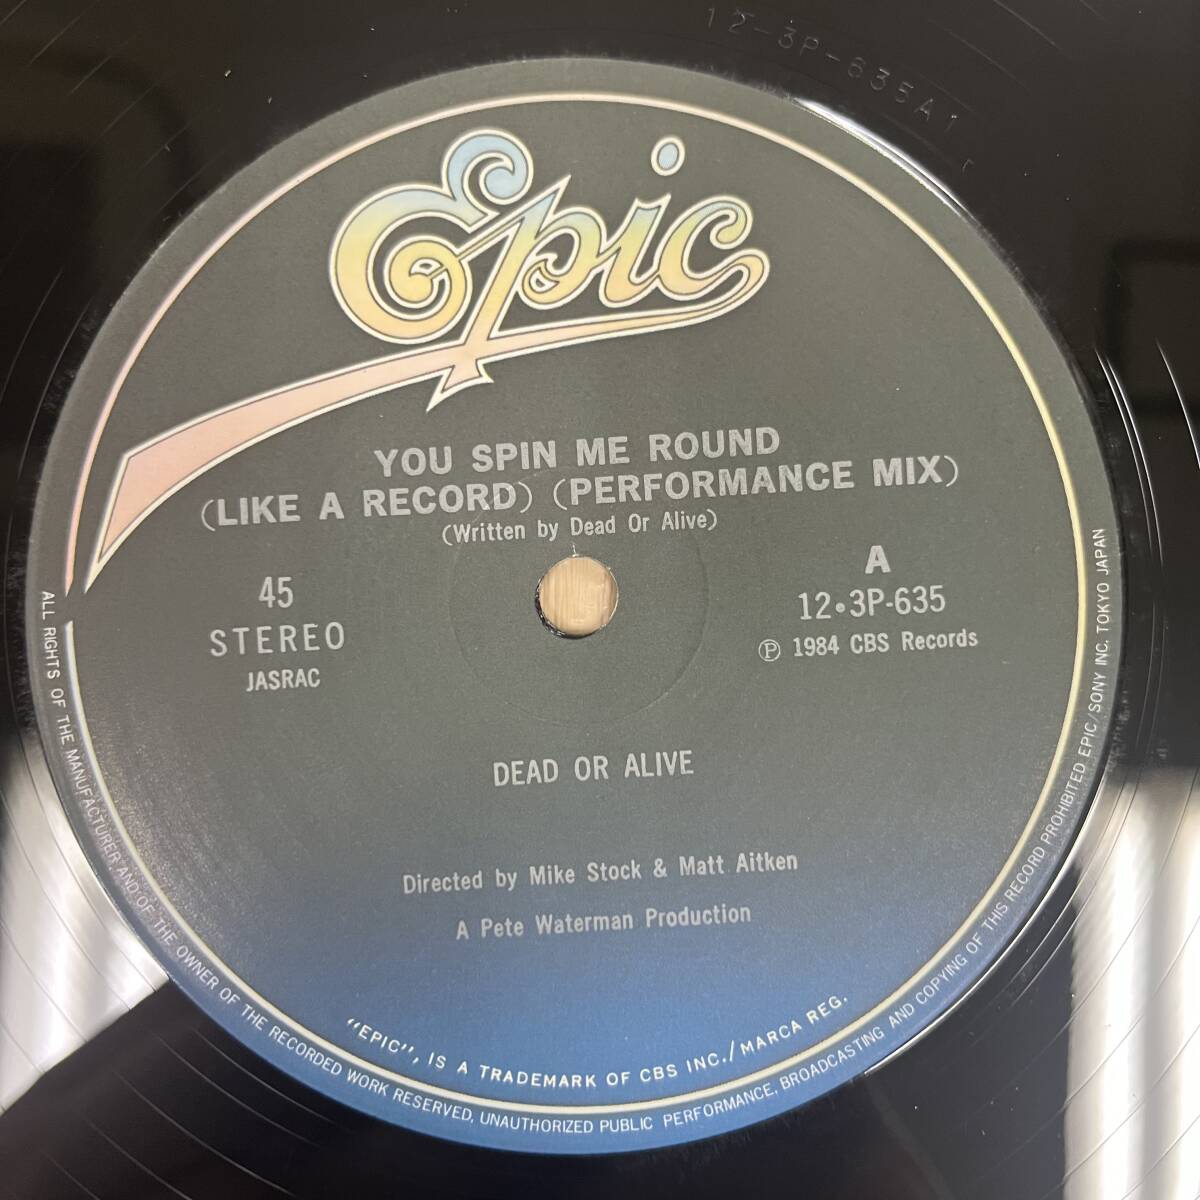 12-3P-635A1
Epic
YOU SPIN ME ROUND
(LIKE A RECORD) (PERFORMANCE MIX)
(Written by Dead Or Alive)
45
STEREO
JASRAC
A
12•3P-635
Ⓟ 1984 CBS Records
DEAD OR ALIVE
Directed by Mike Stock & Matt Aitken
A Pete Waterman Production
"EPIC", IS A TRADEMARK OF CBS INC./MARCA REG.
ALL RIGHTS OF THE MANUFACTURER AND OF THE OWNER OF THE RECORDED WORK RESERVED, UNAUTHORIZED PUBLIC PERFORMANCE, BROADCASTING AND COPYING OF THIS RECORD PROHIBITED EPIC/SONY INC. TOKYO JAPAN